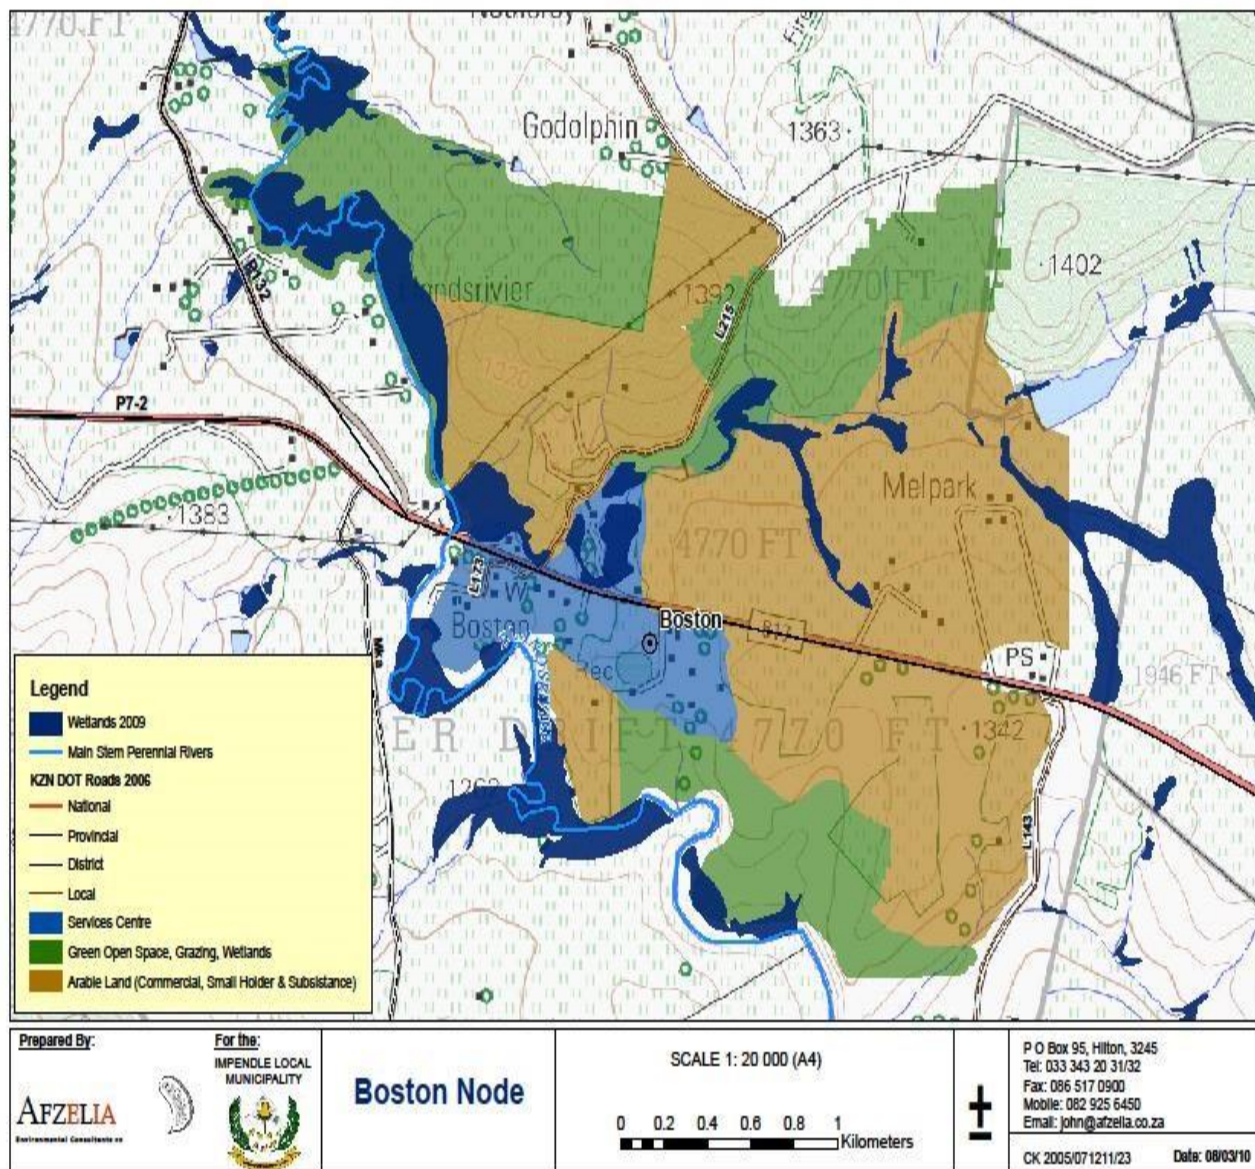 4770 FT
Godolphin
1363
1402
4770 FT
1392
L215
R132
P7-2
1383
Melpark
4770 FT
L123
W
Boston
Boston
Rec
PS
1946 FT
ER DRIFT 4770 FT
1342
L143
Legend
Wetlands 2009
Main Stem Perennial Rivers
KZN DOT Roads 2006
National
Provincial
District
Local
Services Centre
Green Open Space, Grazing, Wetlands
Arable Land (Commercial, Small Holder & Subsistance)
Prepared By:
AFZELIA
Environmental Consultants cc
For the:
IMPENDLE LOCAL
MUNICIPALITY
Boston Node
SCALE 1: 20 000 (A4)
0 0.2 0.4 0.6 0.8 1
Kilometers
P O Box 95, Hilton, 3245
Tel: 033 343 20 31/32
Fax: 086 517 0900
Mobile: 082 925 6450
Email: john@afzelia.co.za
CK 2005/071211/23
Date: 08/03/10